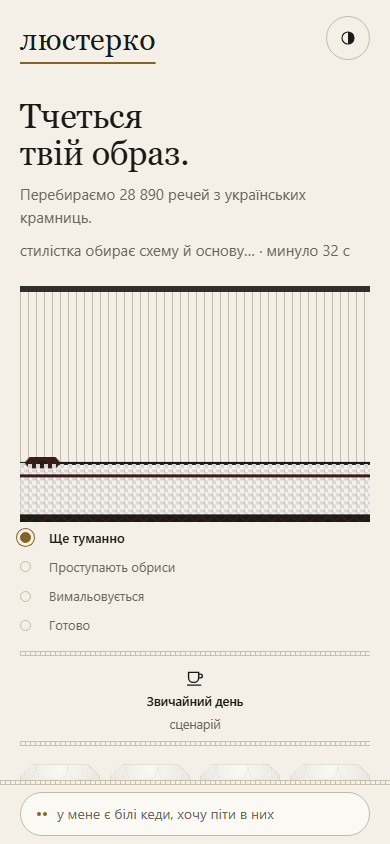 люстерко
Тчеться
твій образ.
Перебираємо 28 890 речей з українських
крамниць.
стилістка обирає схему й основу... · минуло 32 с
Ще туманно
Проступають обриси
Вимальовується
Готово
Звичайний день
сценарій
у мене є білі кеди, хочу піти в них